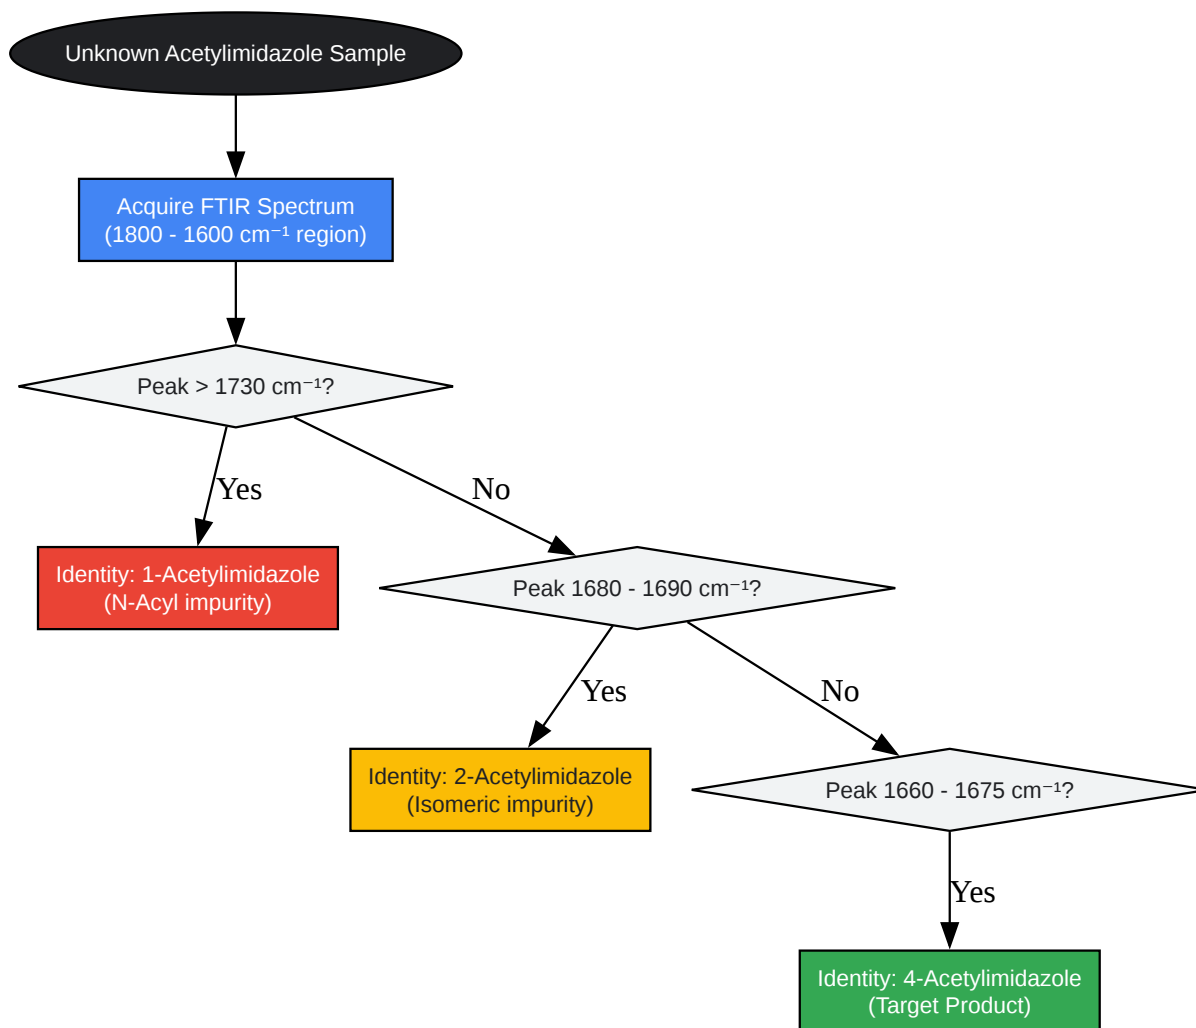 Unknown Acetylimidazole Sample
Acquire FTIR Spectrum
(1800 - 1600 cm⁻¹ region)
Peak > 1730 cm⁻¹?
Yes
No
Identity: 1-Acetylimidazole
(N-Acyl impurity)
Peak 1680 - 1690 cm⁻¹?
Yes
No
Identity: 2-Acetylimidazole
(Isomeric impurity)
Peak 1660 - 1675 cm⁻¹?
Yes
Identity: 4-Acetylimidazole
(Target Product)